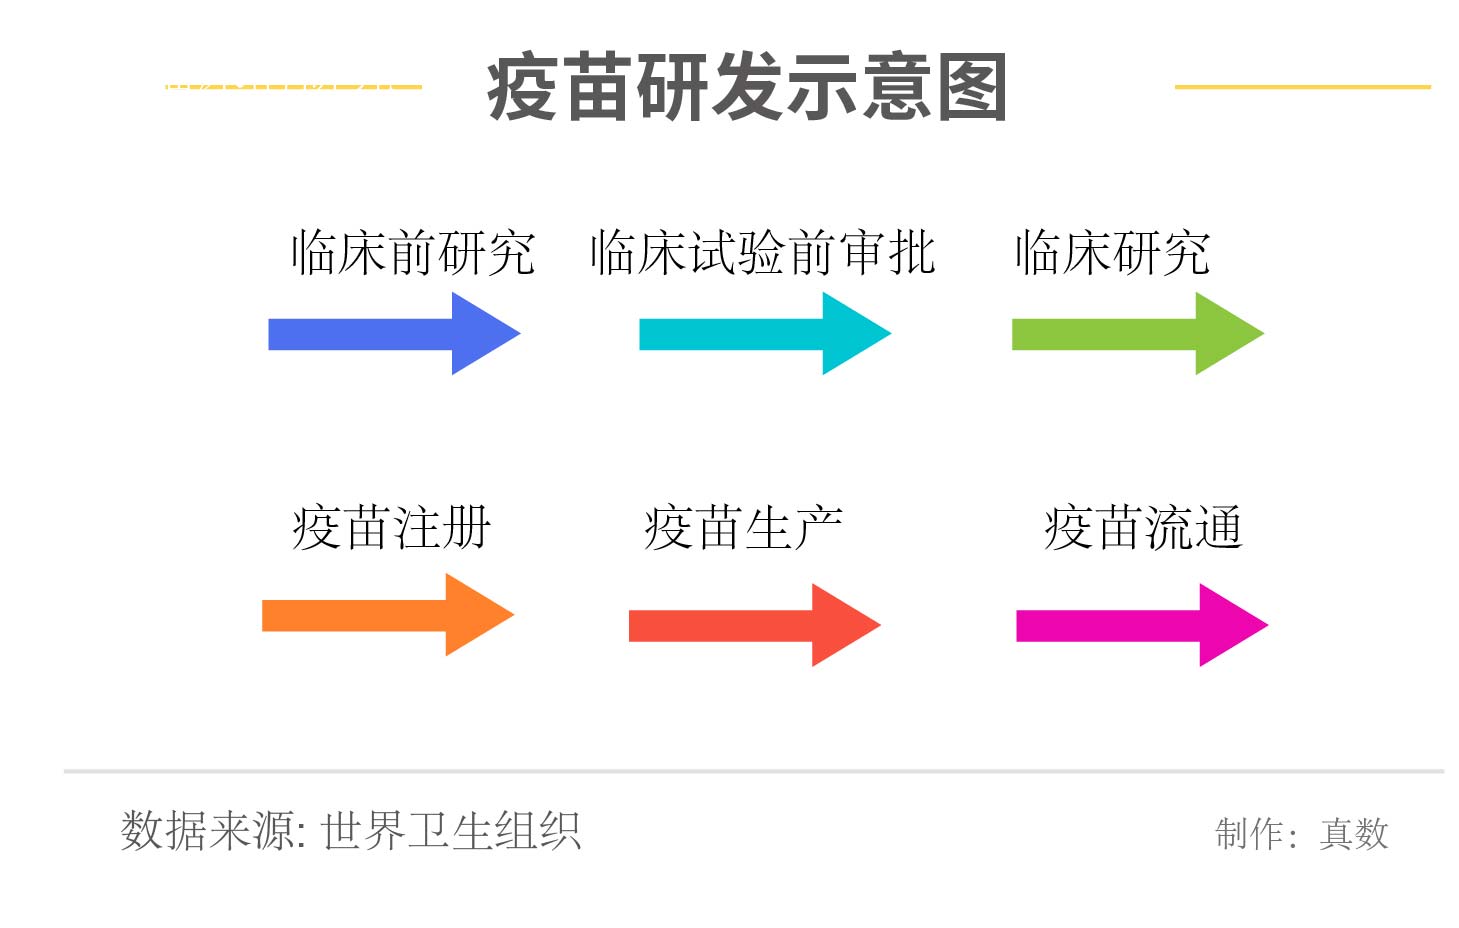 疫苗研发示意图
临床前研究 临床试验前审批 临床研究
疫苗注册 疫苗生产 疫苗流通
数据来源: 世界卫生组织
制作：真数